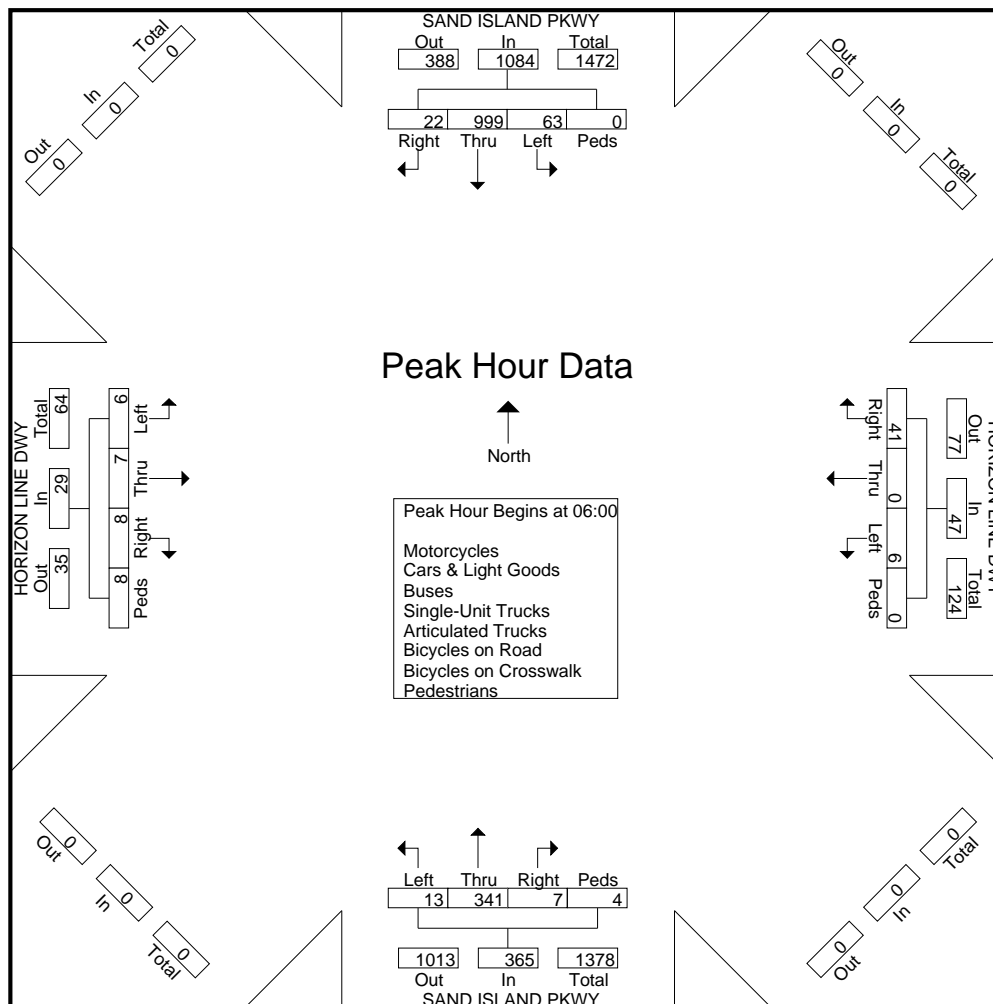 SAND ISLAND PKWY
Out In Total
388 1084 1472
22 999 63 0
Right Thru Left Peds
Total
0
In
0
Out
0
Out
0
In
0
Total
0
Peak Hour Data
North
HORIZON LINE DWY
Total
64
In
29
Out
35
6
Left
7
Thru
8
Right
8
Peds
Peak Hour Begins at 06:00
Motorcycles
Cars & Light Goods
Buses
Single-Unit Trucks
Articulated Trucks
Bicycles on Road
Bicycles on Crosswalk
Pedestrians
Right
41
Thru
0
Left
6
Peds
0
Out
77
In
47
Total
124
HORIZON LINE DWY
0
Out
0
In
0
Total
Left Thru Right Peds
13 341 7 4
1013 365 1378
Out In Total
SAND ISLAND PKWY
0
Total
0
In
0
Out